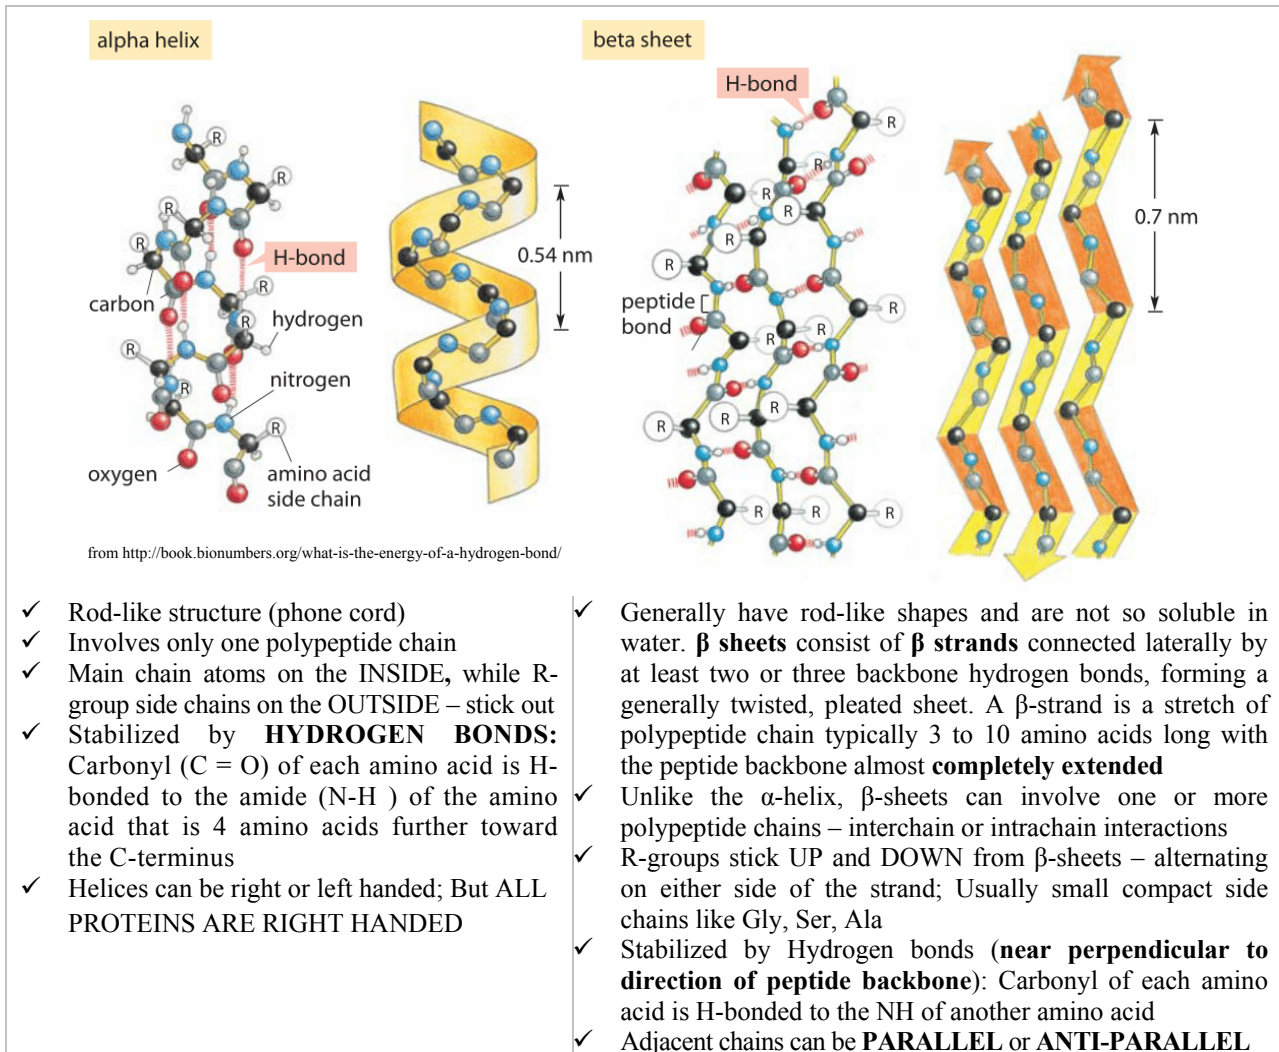 alpha helix
R
R
R
R
R
R
R
R
H-bond
carbon
hydrogen
nitrogen
oxygen
amino acid
side chain
0.54 nm
beta sheet
H-bond
R
R
R
R
R
R
peptide
bond
R
R
R
R
R
R
R
R
R
R
0.7 nm
from http://book.bionumbers.org/what-is-the-energy-of-a-hydrogen-bond/
✓ Rod-like structure (phone cord)
✓ Involves only one polypeptide chain
✓ Main chain atoms on the INSIDE, while R-
group side chains on the OUTSIDE – stick out
✓ Stabilized by HYDROGEN BONDS:
Carbonyl (C = O) of each amino acid is H-
bonded to the amide (N-H ) of the amino
acid that is 4 amino acids further toward
the C-terminus
✓ Helices can be right or left handed; But ALL
PROTEINS ARE RIGHT HANDED
✓ Generally have rod-like shapes and are not so soluble in
water. β sheets consist of β strands connected laterally by
at least two or three backbone hydrogen bonds, forming a
generally twisted, pleated sheet. A β-strand is a stretch of
polypeptide chain typically 3 to 10 amino acids long with
the peptide backbone almost completely extended
✓ Unlike the α-helix, β-sheets can involve one or more
polypeptide chains – interchain or intrachain interactions
✓ R-groups stick UP and DOWN from β-sheets – alternating
on either side of the strand; Usually small compact side
chains like Gly, Ser, Ala
✓ Stabilized by Hydrogen bonds (near perpendicular to
direction of peptide backbone): Carbonyl of each amino
acid is H-bonded to the NH of another amino acid
✓ Adjacent chains can be PARALLEL or ANTI-PARALLEL